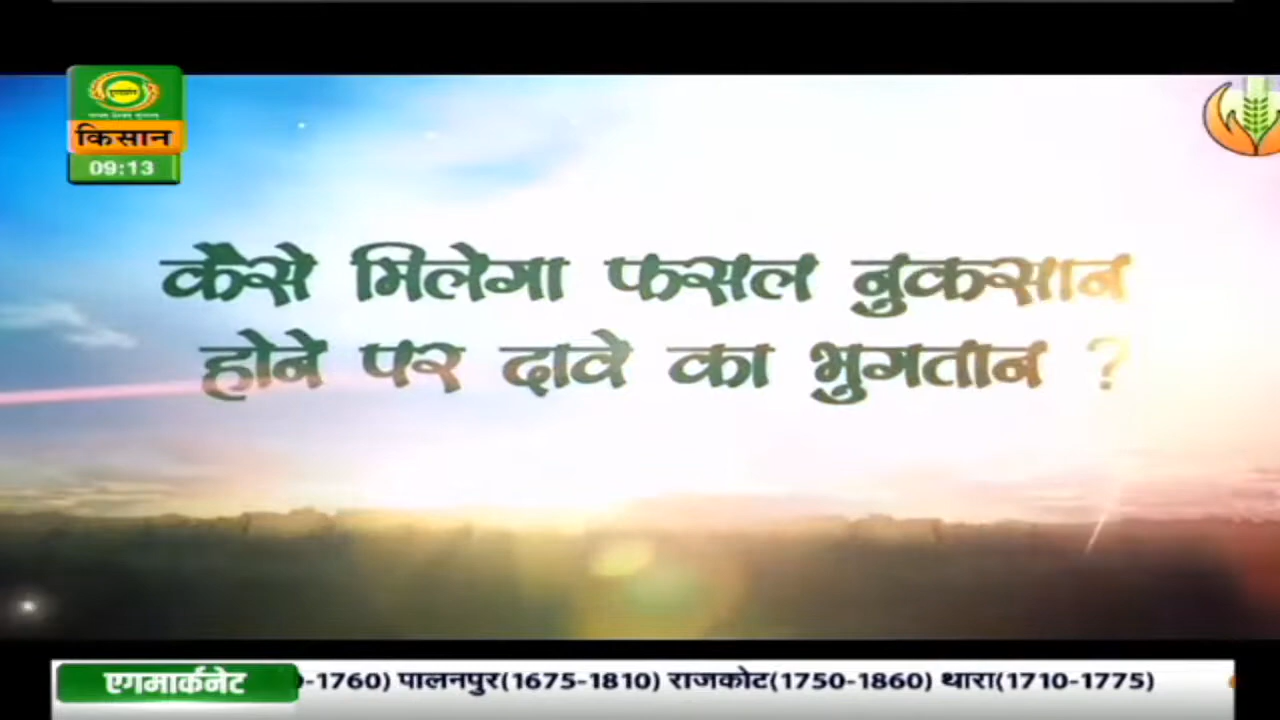 किसान
09:13
कैसे मिलेगा फसल नुकसान
होने पर दावे का भुगतान ?
एगमार्कनेट
-1760) पालनपुर(1675-1810) राजकोट(1750-1860) थारा(1710-1775)